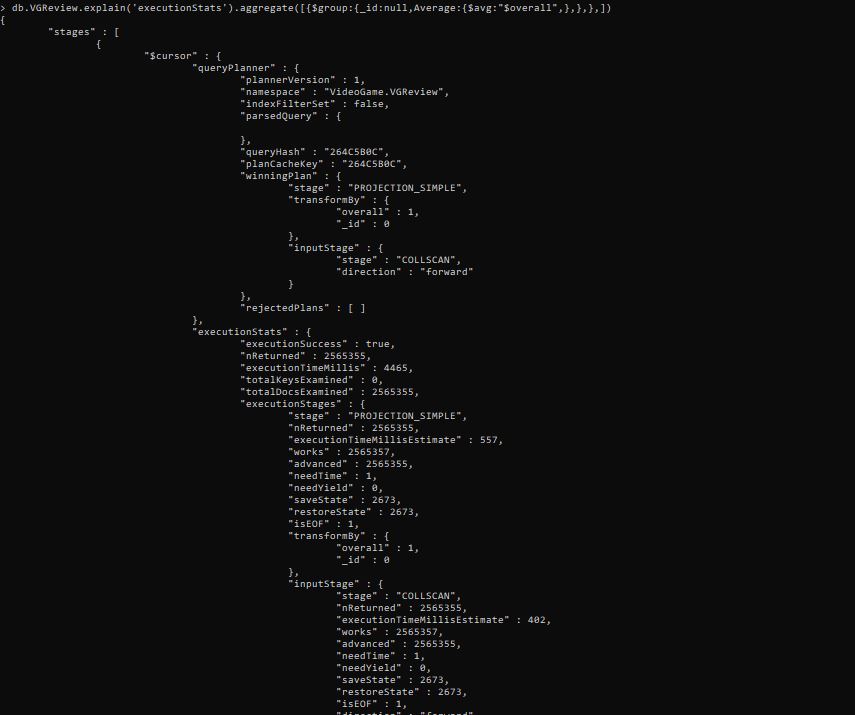 > db.VGReview.explain('executionStats').aggregate([{$group:{_id:null,Average:{$avg:"$overall",},},},])
{
"stages" : [
{
"$cursor" : {
"queryPlanner" : {
"plannerVersion" : 1,
"namespace" : "VideoGame.VGReview",
"indexFilterSet" : false,
"parsedQuery" : {
},
"queryHash" : "264C5B0C",
"planCacheKey" : "264C5B0C",
"winningPlan" : {
"stage" : "PROJECTION_SIMPLE",
"transformBy" : {
"overall" : 1,
"_id" : 0
},
"inputStage" : {
"stage" : "COLLSCAN",
"direction" : "forward"
}
},
"rejectedPlans" : [ ]
},
"executionStats" : {
"executionSuccess" : true,
"nReturned" : 2565355,
"executionTimeMillis" : 4465,
"totalKeysExamined" : 0,
"totalDocsExamined" : 2565355,
"executionStages" : {
"stage" : "PROJECTION_SIMPLE",
"nReturned" : 2565355,
"executionTimeMillisEstimate" : 557,
"works" : 2565357,
"advanced" : 2565355,
"needTime" : 1,
"needYield" : 0,
"saveState" : 2673,
"restoreState" : 2673,
"isEOF" : 1,
"transformBy" : {
"overall" : 1,
"_id" : 0
},
"inputStage" : {
"stage" : "COLLSCAN",
"nReturned" : 2565355,
"executionTimeMillisEstimate" : 402,
"works" : 2565357,
"advanced" : 2565355,
"needTime" : 1,
"needYield" : 0,
"saveState" : 2673,
"restoreState" : 2673,
"isEOF" : 1,
"direction" : "forward"